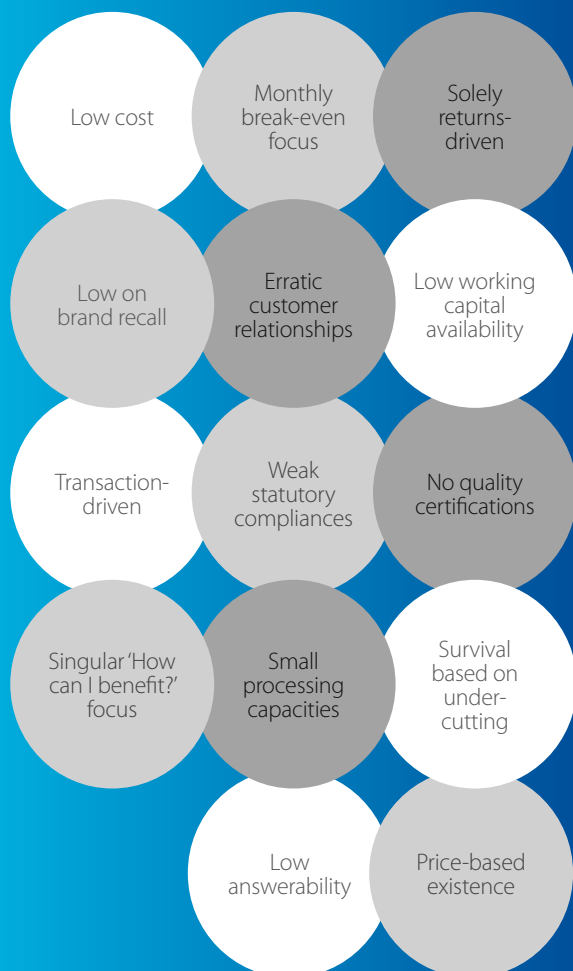 Low cost
Monthly
break-even
focus
Solely
returns-
driven
Low on
brand recall
Erratic
customer
relationships
Low working
capital
availability
Transaction-
driven
Weak
statutory
compliances
No quality
certifications
Singular ‘How
can I benefit?’
focus
Small
processing
capacities
Survival
based on
under-
cutting
Low
answerability
Price-based
existence